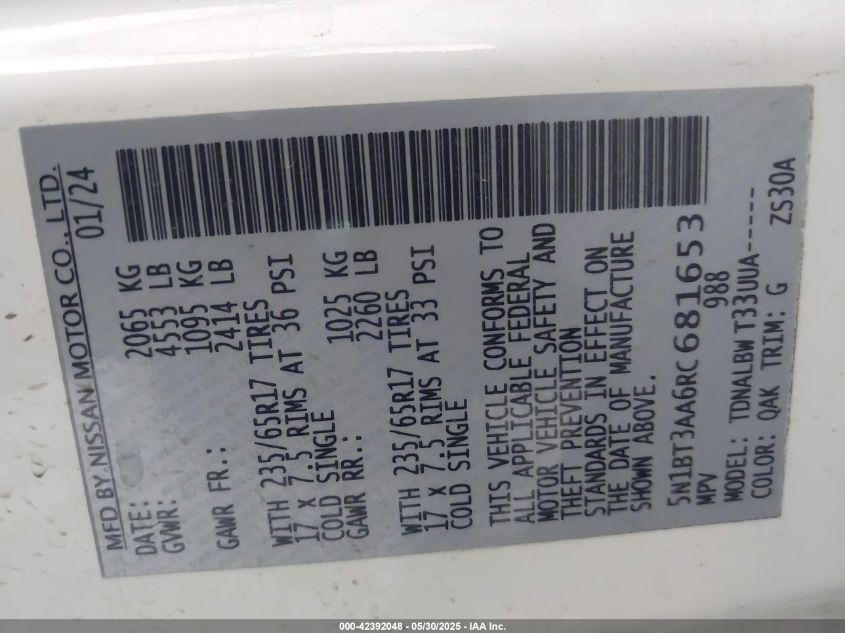 MFD BY NISSAN MOTOR CO., LTD.
DATE: 01/24
GVWR: 2065 KG
4553 LB
GAWR FR.: 1095 KG
2414 LB
WITH 235/65R17 TIRES
17 X 7.5 RIMS AT 36 PSI
COLD SINGLE
GAWR RR.: 1025 KG
2260 LB
WITH 235/65R17 TIRES
17 X 7.5 RIMS AT 33 PSI
COLD SINGLE
THIS VEHICLE CONFORMS TO
ALL APPLICABLE FEDERAL
MOTOR VEHICLE SAFETY AND
THEFT PREVENTION
STANDARDS IN EFFECT ON
THE DATE OF MANUFACTURE
SHOWN ABOVE.
5N1BT3AA6RC681653
MPV 988
MODEL: TDNALBW T33UUA-----
COLOR: QAK TRIM: G ZS30A
000-42392048 - 05/30/2025 - IAA Inc.